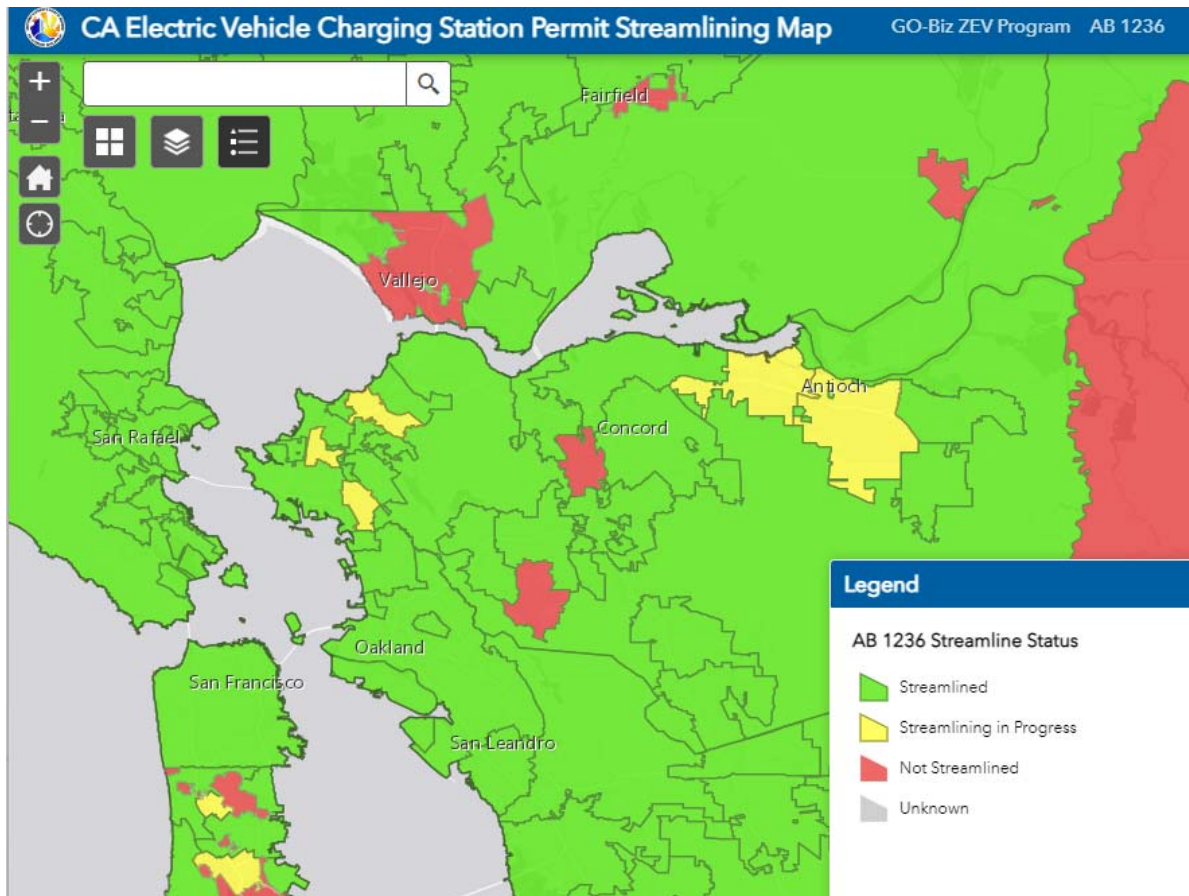 CA Electric Vehicle Charging Station Permit Streamlining Map
GO-Biz ZEV Program AB 1236
Fairfield
Vallejo
Antioch
Concord
San Rafael
Oakland
San Francisco
San Leandro
Legend
AB 1236 Streamline Status
Streamlined
Streamlining in Progress
Not Streamlined
Unknown